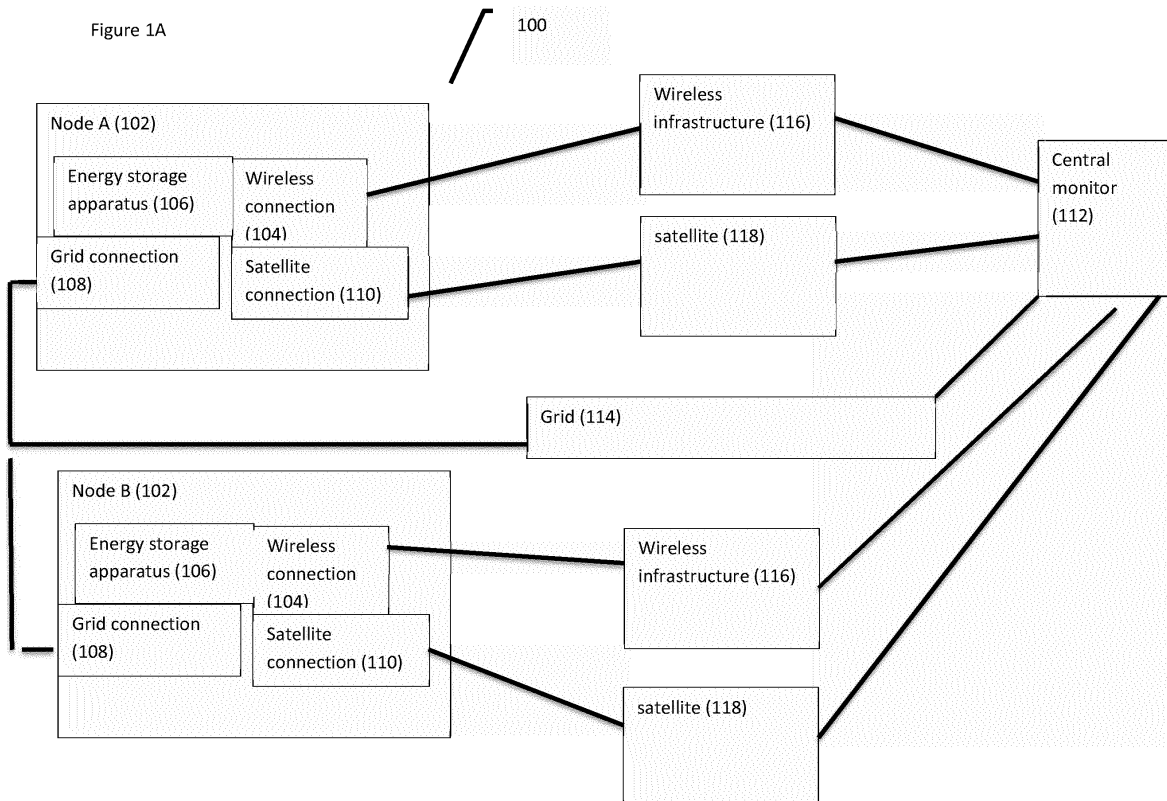 Figure 1A
100
Node A (102)
Energy storage
apparatus (106)
Wireless
connection
(104)
Grid connection
(108)
Satellite
connection (110)
Wireless
infrastructure (116)
satellite (118)
Central
monitor
(112)
Grid (114)
Node B (102)
Energy storage
apparatus (106)
Wireless
connection
(104)
Grid connection
(108)
Satellite
connection (110)
Wireless
infrastructure (116)
satellite (118)